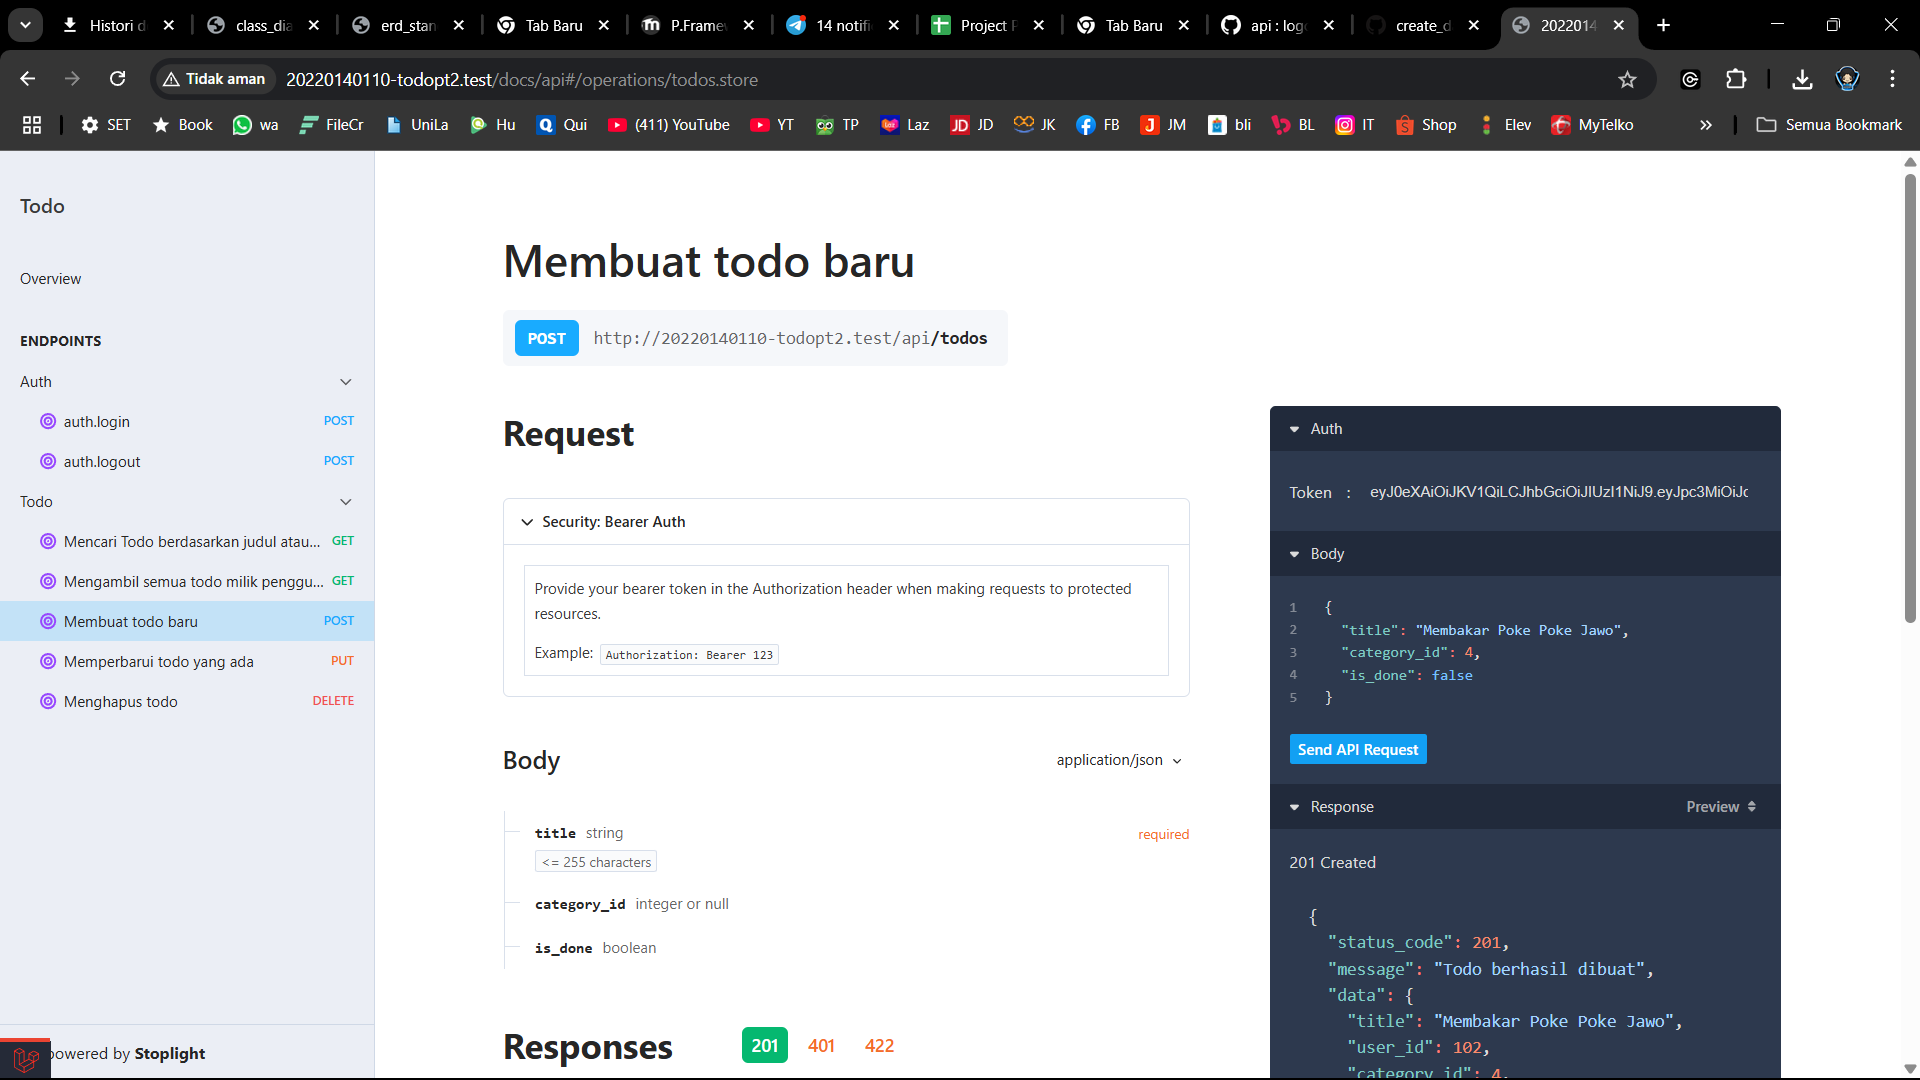 Histori d
class_dia
erd_stan
Tab Baru
P.Frame
14 notifi
Project P
Tab Baru
api : log
create_d
2022014
Tidak aman
20220140110-todopt2.test/docs/api#/operations/todos.store
SET
Book
wa
FileCr
UniLa
Hu
Qui
(411) YouTube
YT
TP
Laz
JD
JK
FB
JM
bli
BL
IT
Shop
Elev
MyTelko
Semua Bookmark
Todo
Overview
ENDPOINTS
Auth
auth.login POST
auth.logout POST
Todo
Mencari Todo berdasarkan judul atau... GET
Mengambil semua todo milik penggu... GET
Membuat todo baru POST
Memperbarui todo yang ada PUT
Menghapus todo DELETE
powered by Stoplight
Membuat todo baru
POST http://20220140110-todopt2.test/api/todos
Request
Security: Bearer Auth
Provide your bearer token in the Authorization header when making requests to protected
resources.
Example: Authorization: Bearer 123
Body application/json
title string required
<= 255 characters
category_id integer or null
is_done boolean
Responses 201 401 422
Auth
Token : eyJ0eXAiOiJKV1QiLCJhbGciOiJIUzI1NiJ9.eyJpc3MiOiJc
Body
1 {
2 "title": "Membakar Poke Poke Jawo",
3 "category_id": 4,
4 "is_done": false
5 }
Send API Request
Response Preview
201 Created
{
"status_code": 201,
"message": "Todo berhasil dibuat",
"data": {
"title": "Membakar Poke Poke Jawo",
"user_id": 102,
"category_id": 4,